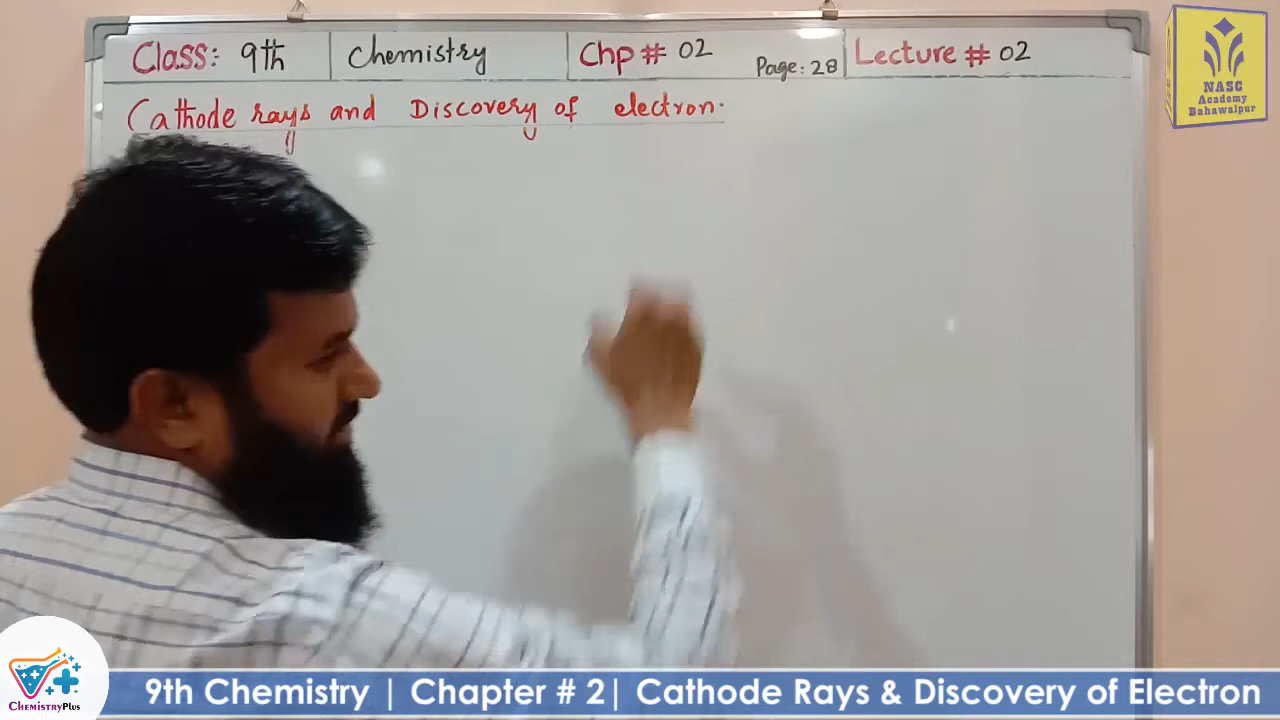 Class: 9th Chemistry Chp # 02 Page: 28 Lecture # 02
Cathode rays and Discovery of electron.
NASC
Academy
Bahawalpur
ChemistryPlus
9th Chemistry | Chapter # 2| Cathode Rays & Discovery of Electron